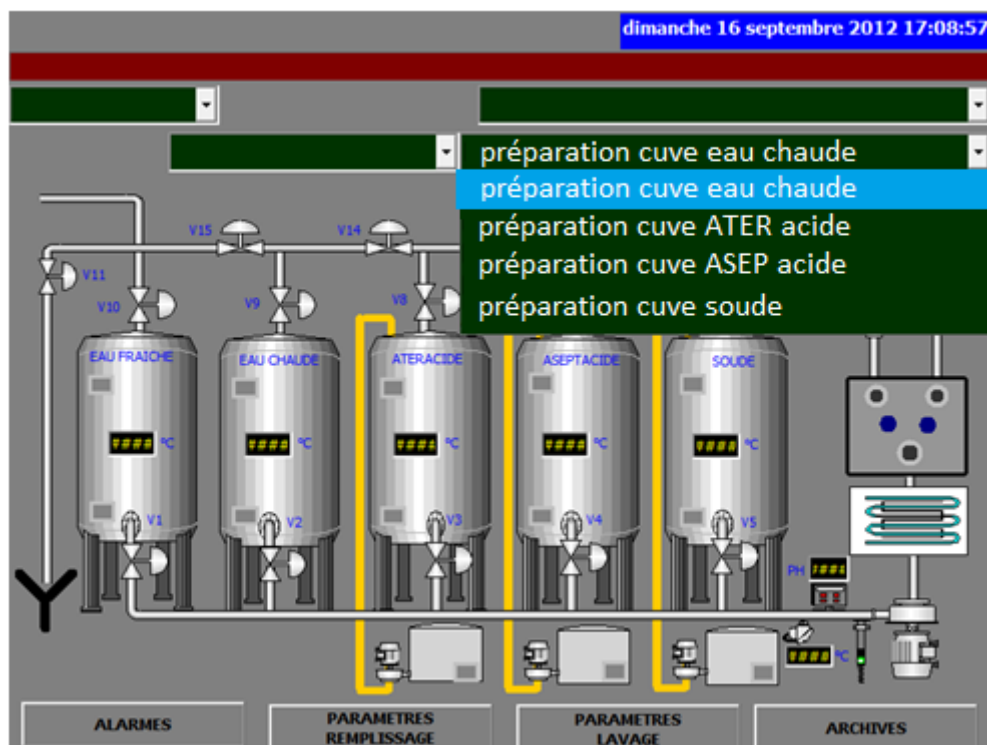 dimanche 16 septembre 2012 17:08:57
préparation cuve eau chaude
préparation cuve eau chaude
préparation cuve ATER acide
préparation cuve ASEP acide
préparation cuve soude
V15
V14
V11
V10
V9
V8
EAU FRAICHE
EAU CHAUDE
ATERACIDE
ASEPTACIDE
SOUDE
°C
°C
°C
°C
°C
V1
V2
V3
V4
V5
PH
°C
ALARMES
PARAMETRES
REMPLISSAGE
PARAMETRES
LAVAGE
ARCHIVES